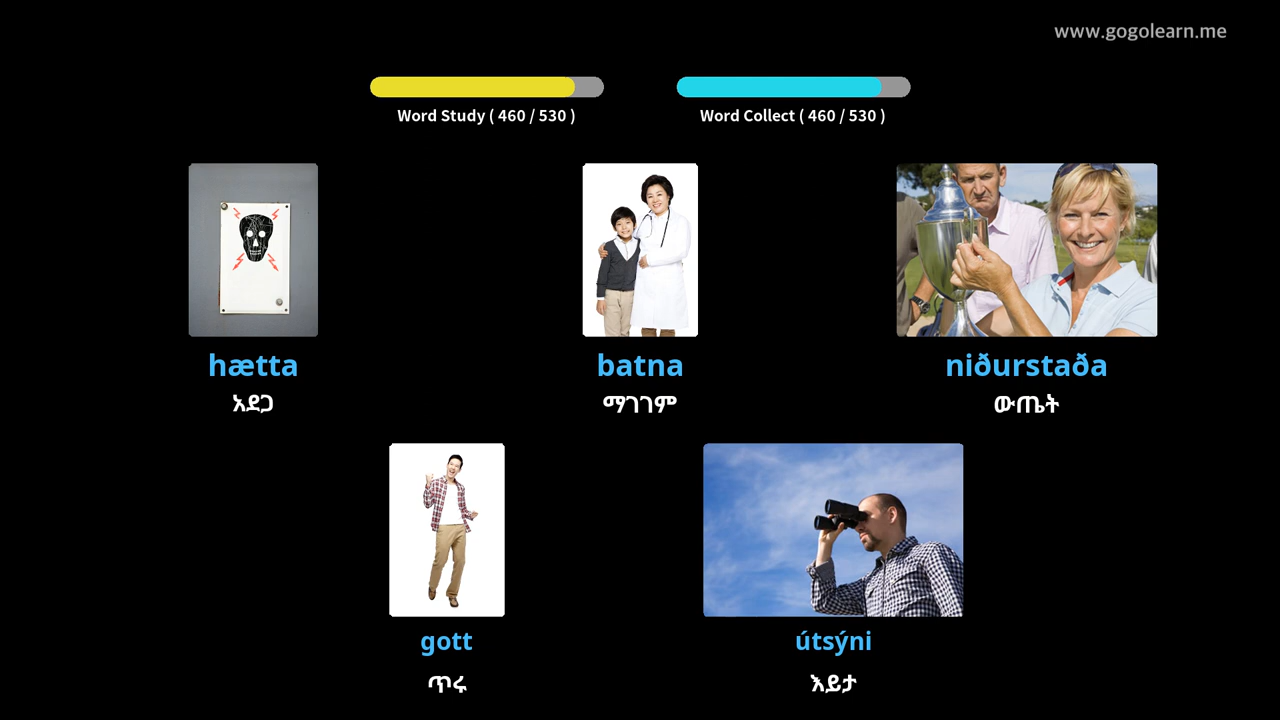 www.gogolearn.me
Word Study ( 460 / 530 )
Word Collect ( 460 / 530 )
hætta
አደጋ
batna
ማገገም
niðurstaða
ውጤት
gott
ጥሩ
útsýni
እይታ